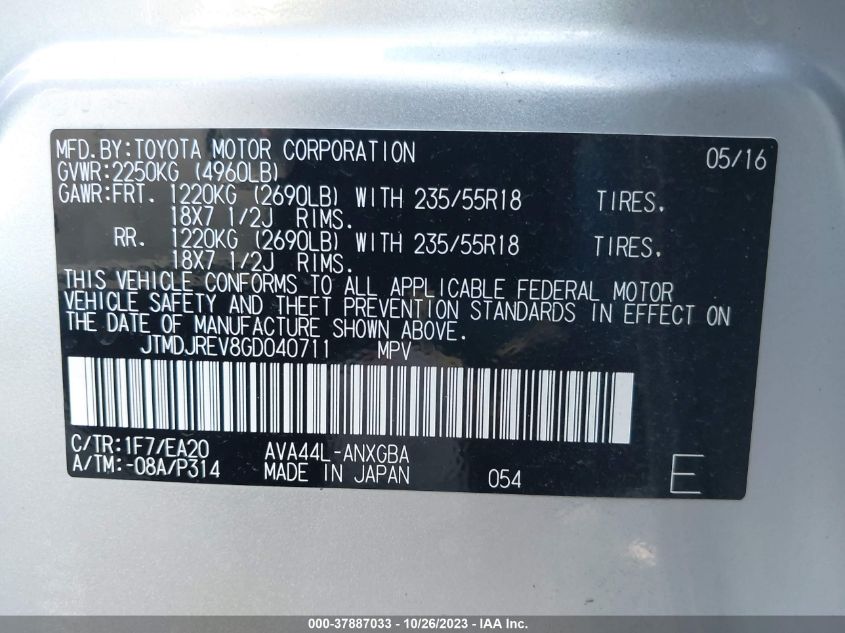 MFD.BY:TOYOTA MOTOR CORPORATION 05/16
GVWR:2250KG (4960LB)
GAWR:FRT. 1220KG (2690LB) WITH 235/55R18 TIRES.
18X7 1/2J RIMS.
RR. 1220KG (2690LB) WITH 235/55R18 TIRES.
18X7 1/2J RIMS.
THIS VEHICLE CONFORMS TO ALL APPLICABLE FEDERAL MOTOR
VEHICLE SAFETY AND THEFT PREVENTION STANDARDS IN EFFECT ON
THE DATE OF MANUFACTURE SHOWN ABOVE.
JTMDJREV8GD040711 MPV
C/TR:1F7/EA20 AVA44L-ANXGBA
A/TM:-08A/P314 MADE IN JAPAN 054 E
000-37887033 - 10/26/2023 - IAA Inc.